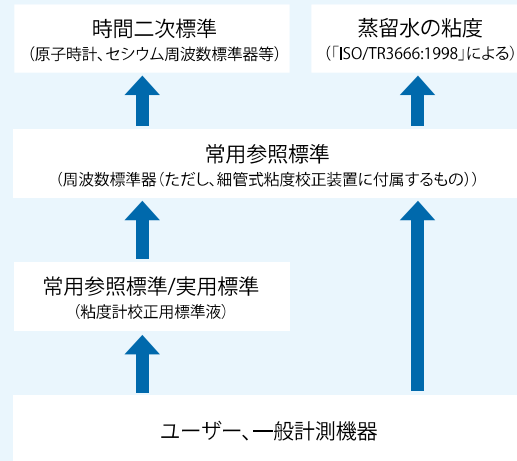 時間二次標準
（原子時計、セシウム周波数標準器等）
蒸留水の粘度
（「ISO/TR3666:1998」による）
常用参照標準
（周波数標準器（ただし、細管式粘度校正装置に付属するもの））
常用参照標準/実用標準
（粘度計校正用標準液）
ユーザー、一般計測機器